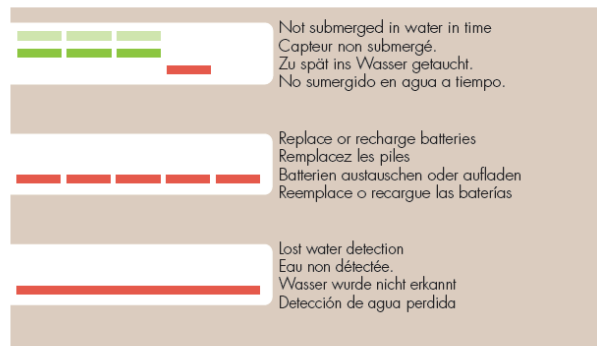 Not submerged in water in time
Capteur non submergé.
Zu spät ins Wasser getaucht.
No sumergido en agua a tiempo.
Replace or recharge batteries
Remplacez les piles
Batterien austauschen oder aufladen
Reemplace o recargue las baterías
Lost water detection
Eau non détectée.
Wasser wurde nicht erkannt
Detección de agua perdida